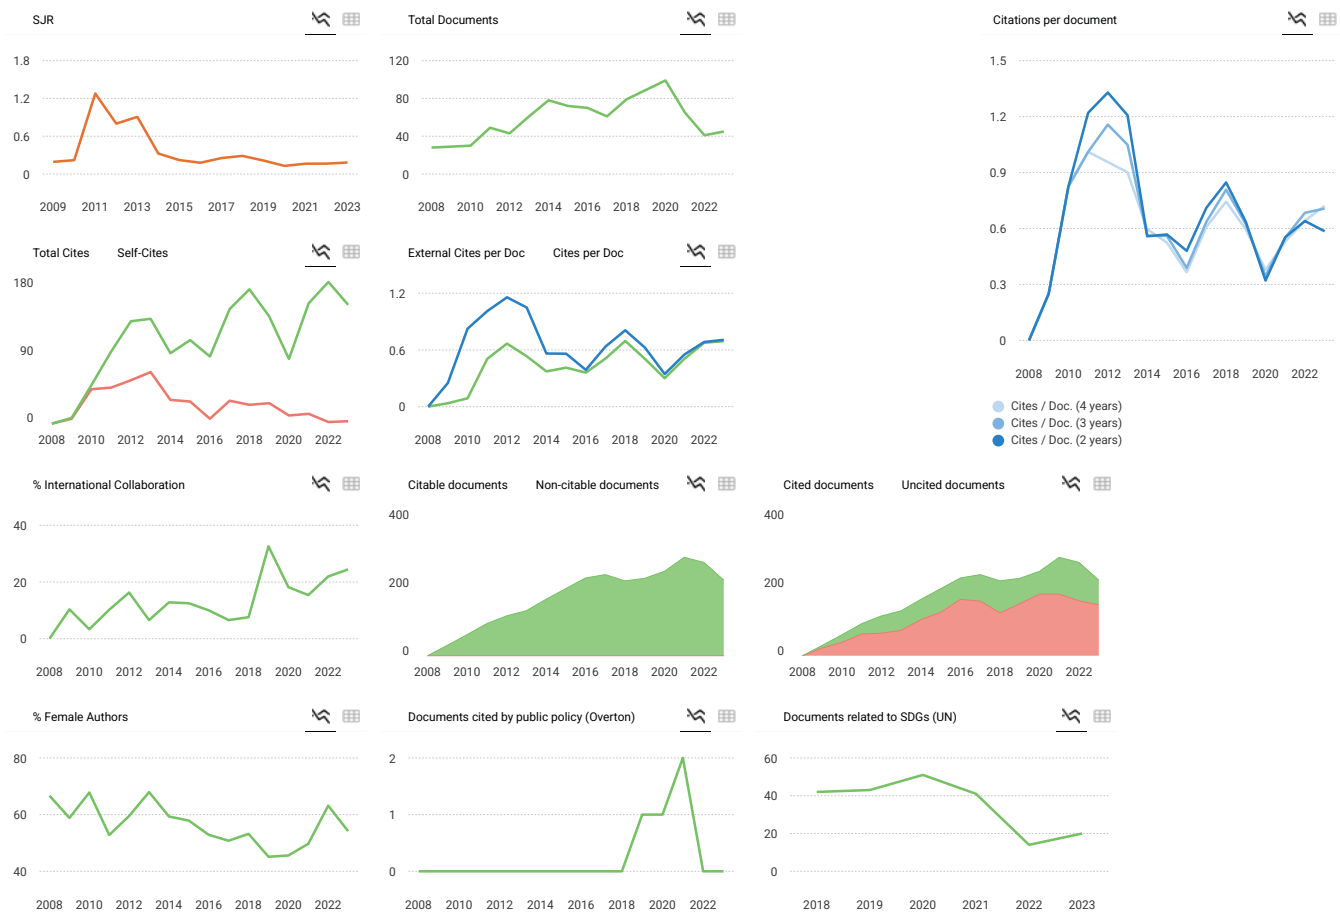 SJR
1.8
1.2
0.6
0
2009 2011 2013 2015 2017 2019 2021 2023
Total Documents
120
80
40
0
2008 2010 2012 2014 2016 2018 2020 2022
Citations per document
1.5
1.2
0.9
0.6
0.3
0
2008 2010 2012 2014 2016 2018 2020 2022
Cites / Doc. (4 years)
Cites / Doc. (3 years)
Cites / Doc. (2 years)
Total Cites Self-Cites
180
90
0
2008 2010 2012 2014 2016 2018 2020 2022
External Cites per Doc Cites per Doc
1.2
0.6
0
2008 2010 2012 2014 2016 2018 2020 2022
% International Collaboration
40
20
0
2008 2010 2012 2014 2016 2018 2020 2022
Citable documents Non-citable documents
400
200
0
2008 2010 2012 2014 2016 2018 2020 2022
Cited documents Uncited documents
400
200
0
2008 2010 2012 2014 2016 2018 2020 2022
% Female Authors
80
60
40
2008 2010 2012 2014 2016 2018 2020 2022
Documents cited by public policy (Overton)
2
1
0
2008 2010 2012 2014 2016 2018 2020 2022
Documents related to SDGs (UN)
60
40
20
0
2018 2019 2020 2021 2022 2023